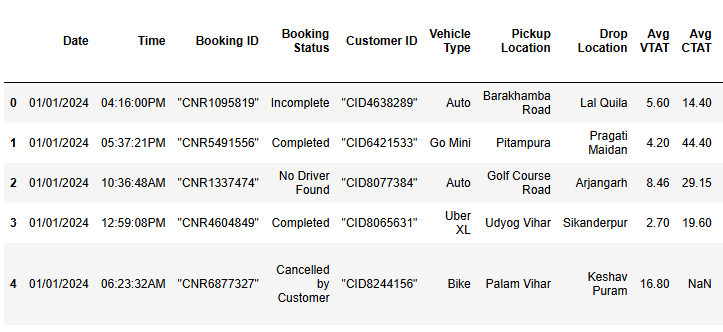 Date Time Booking ID Booking Status Customer ID Vehicle Type Pickup Location Drop Location Avg VTAT Avg CTAT
0 01/01/2024 04:16:00PM "CNR1095819" Incomplete "CID4638289" Auto Barakhamba Road Lal Quila 5.60 14.40
1 01/01/2024 05:37:21PM "CNR5491556" Completed "CID6421533" Go Mini Pitampura Pragati Maidan 4.20 44.40
2 01/01/2024 10:36:48AM "CNR1337474" No Driver Found "CID8077384" Auto Golf Course Road Arjangarh 8.46 29.15
3 01/01/2024 12:59:08PM "CNR4604849" Completed "CID8065631" Uber XL Udyog Vihar Sikanderpur 2.70 19.60
4 01/01/2024 06:23:32AM "CNR6877327" Cancelled by Customer "CID8244156" Bike Palam Vihar Keshav Puram 16.80 NaN